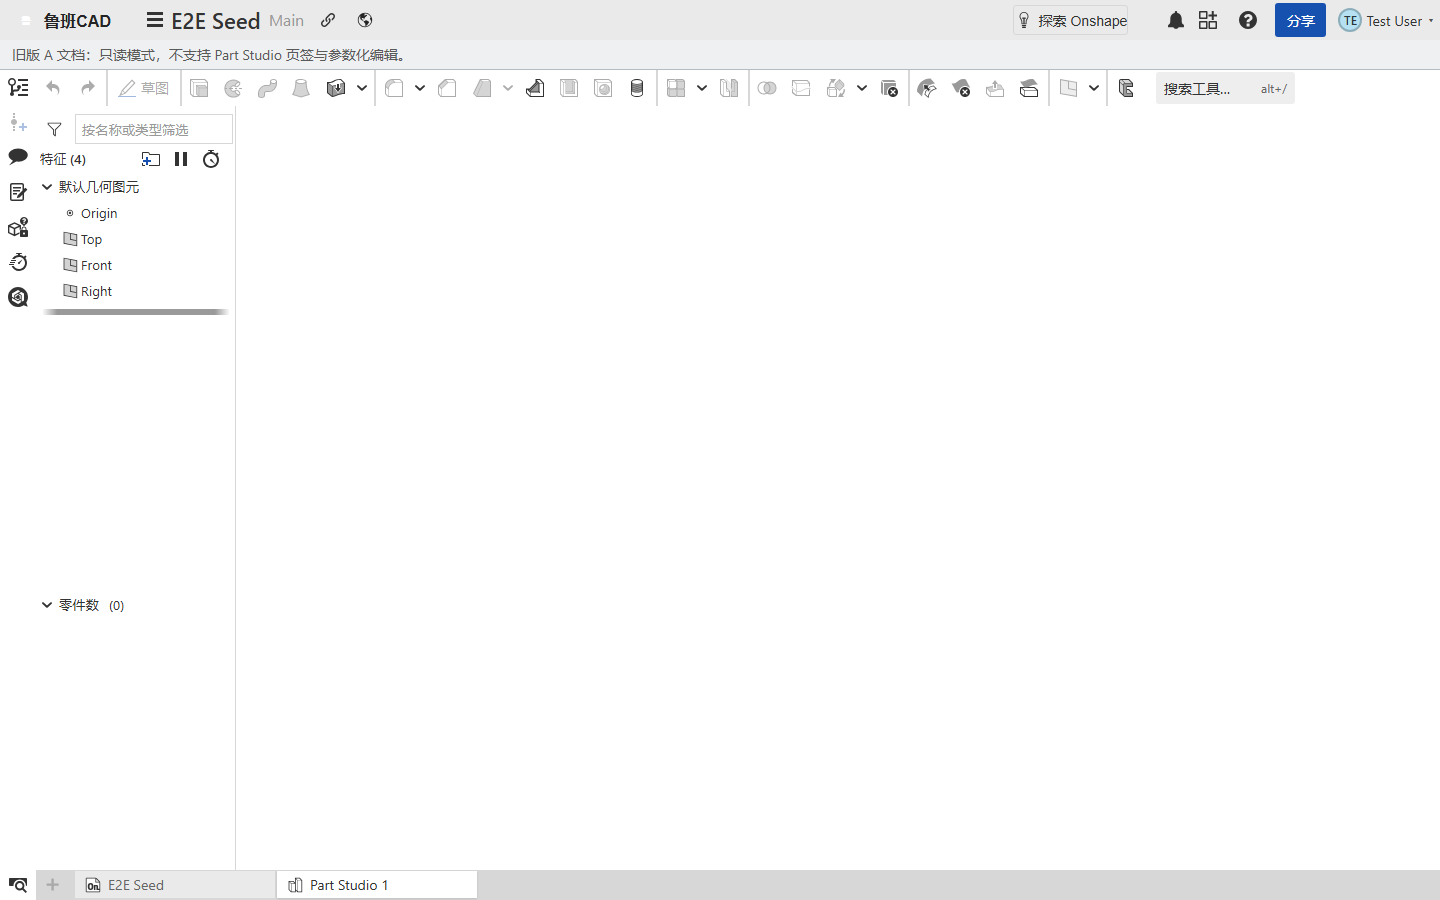 鲁班CAD E2E Seed Main 探索 Onshape 分享 TE Test User
旧版 A 文档：只读模式，不支持 Part Studio 页签与参数化编辑。
草图 搜索工具... alt+/
按名称或类型筛选
特征 (4)
默认几何图元
Origin
Top
Front
Right
零件数 (0)
On E2E Seed Part Studio 1